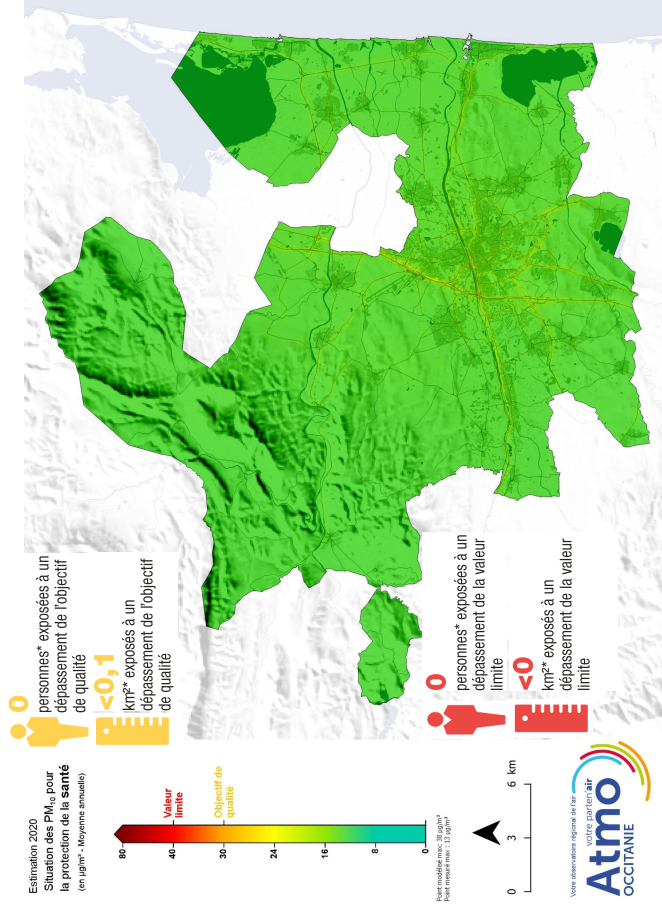 Estimation 2020
Situation des PM₁₀ pour
la protection de la santé
(en µg/m³ - Moyenne annuelle)
80
40
30
24
16
8
0
Valeur
limite
Objectif de
qualité
Point modélisé max: 38 µg/m³
Point mesuré max : 13 µg/m³
0
3
6 km
Votre observatoire régional de l'air
Atmo
votre parten'air
OCCITANIE
0
personnes* exposées à un
dépassement de l'objectif
de qualité
<0,1
km²* exposés à un
dépassement de l'objectif
de qualité
0
personnes* exposées à un
dépassement de la valeur
limite
<0
km²* exposés à un
dépassement de la valeur
limite